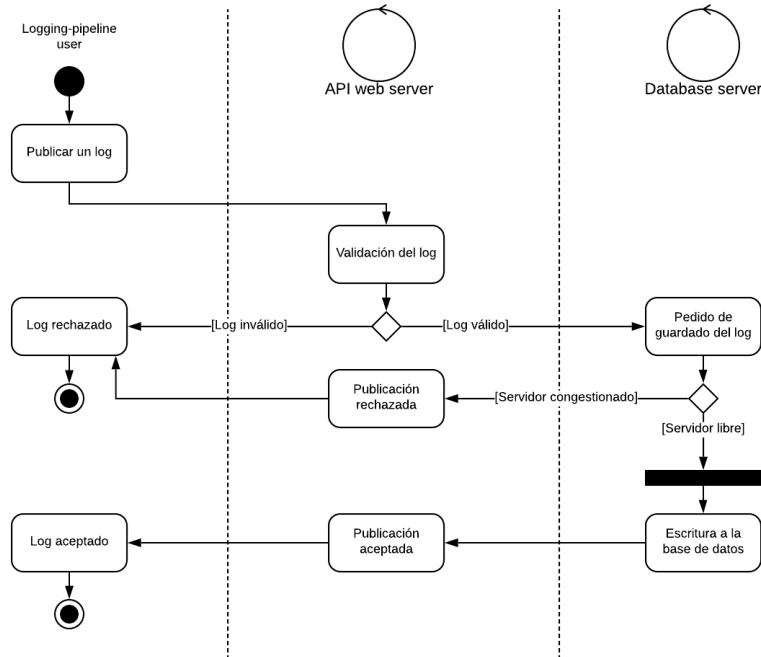 Logging-pipeline
user
API web server
Database server
Publicar un log
Validación del log
Log rechazado
[Log inválido]
[Log válido]
Pedido de
guardado del log
Publicación
rechazada
[Servidor congestionado]
[Servidor libre]
Log aceptado
Publicación
aceptada
Escritura a la
base de datos